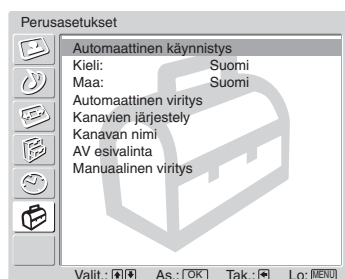 Perusasetukset
Automaattinen käynnistys
Kieli: Suomi
Maa: Suomi
Automaattinen viritys
Kanavien järjestely
Kanavan nimi
AV esivalinta
Manuaalinen viritys
Valit.: As.: OK Tak.: Lo: MENU